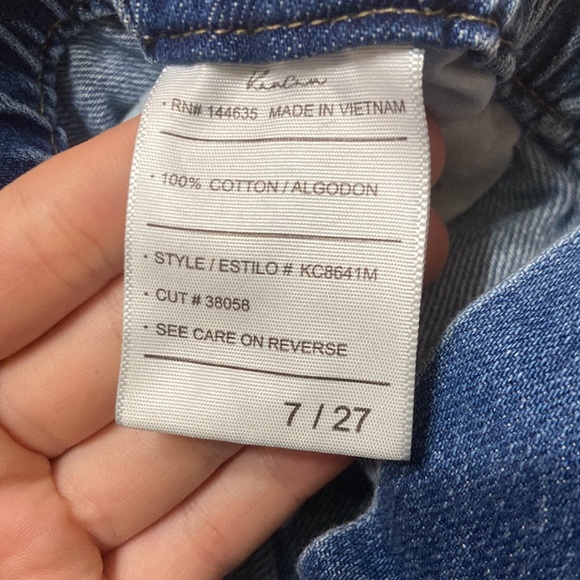 KanCan
• RN# 144635 MADE IN VIETNAM
• 100% COTTON / ALGODON
• STYLE / ESTILO # KC8641M
• CUT # 38058
• SEE CARE ON REVERSE
7 / 27